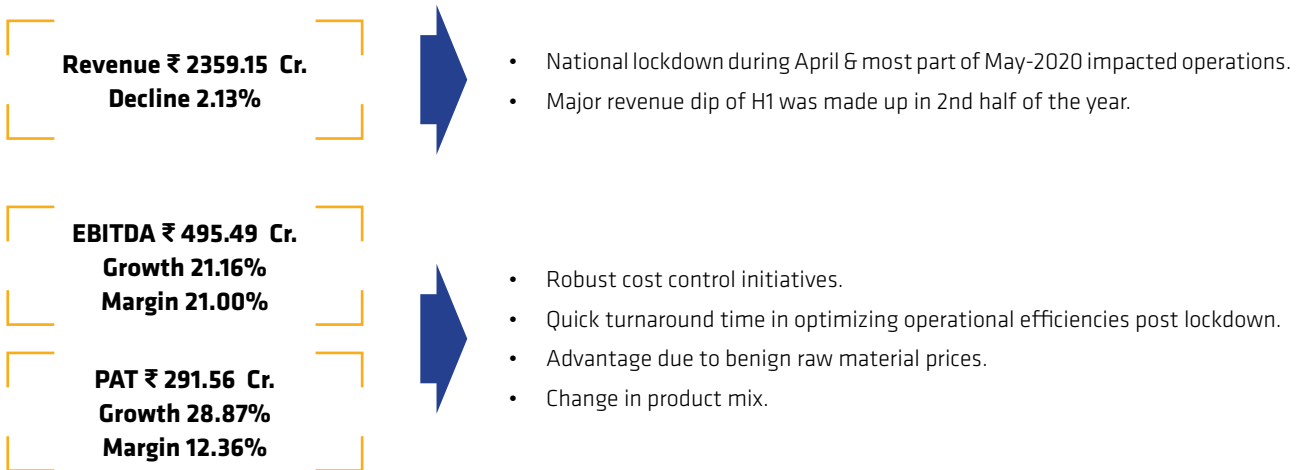 Revenue ₹ 2359.15 Cr.
Decline 2.13%
• National lockdown during April & most part of May-2020 impacted operations.
• Major revenue dip of H1 was made up in 2nd half of the year.
EBITDA ₹ 495.49 Cr.
Growth 21.16%
Margin 21.00%
PAT ₹ 291.56 Cr.
Growth 28.87%
Margin 12.36%
• Robust cost control initiatives.
• Quick turnaround time in optimizing operational efficiencies post lockdown.
• Advantage due to benign raw material prices.
• Change in product mix.